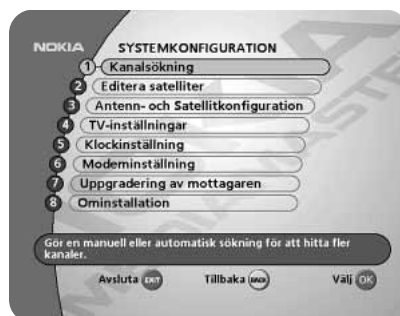 NOKIA SYSTEMKONFIGURATION
1 Kanalsökning
2 Editera satelliter
3 Antenn- och Satellitkonfiguration
4 TV-inställningar
5 Klockinställning
6 Modeminställning
7 Uppgradering av mottagaren
8 Ominstallation
Gör en manuell eller automatisk sökning för att hitta fler
kanaler.
Avsluta EXIT Tillbaka BACK Välj OK
NOKIA
MEDIAMASTER